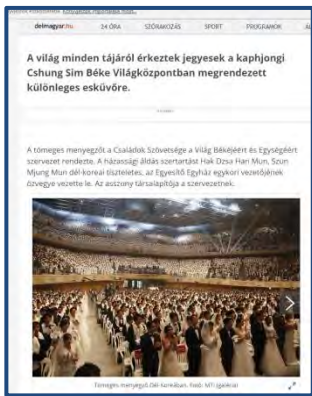 delmagyar.hu 24 ÓRA SZÓRAKOZÁS SPORT PROGRAMOK
A világ minden tájáról érkeztek jegyesek a kaphjongi
Cshung Sim Béke Világközpontban megrendezett
különleges esküvőre.
A tömeges menyegzőt a Családok Szövetsége a Világ Békéjéért és Egységéért
szervezet rendezte. A házassági áldás szertartást Hak Dzsa Han Mun, Szun
Mjung Mun dél-koreai tiszteletes, az Egyesítő Egyház egykori vezetőjének
özvegye vezette le. Az asszony társalapítója a szervezetnek.
Tömeges menyegző Dél-Koreában. Fotó: MTI